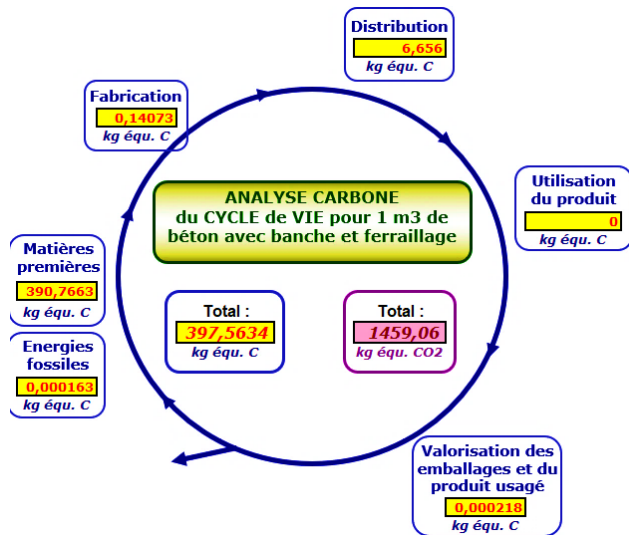 Distribution
6,656
kg équ. C
Fabrication
0,14073
kg équ. C
ANALYSE CARBONE
du CYCLE de VIE pour 1 m3 de
béton avec banche et ferraillage
Utilisation
du produit
0
kg équ. C
Matières
premières
390,7663
kg équ. C
Total :
397,5634
kg équ. C
Total :
1459,06
kg équ. CO2
Energies
fossiles
0,000163
kg équ. C
Valorisation des
emballages et du
produit usagé
0,000218
kg équ. C